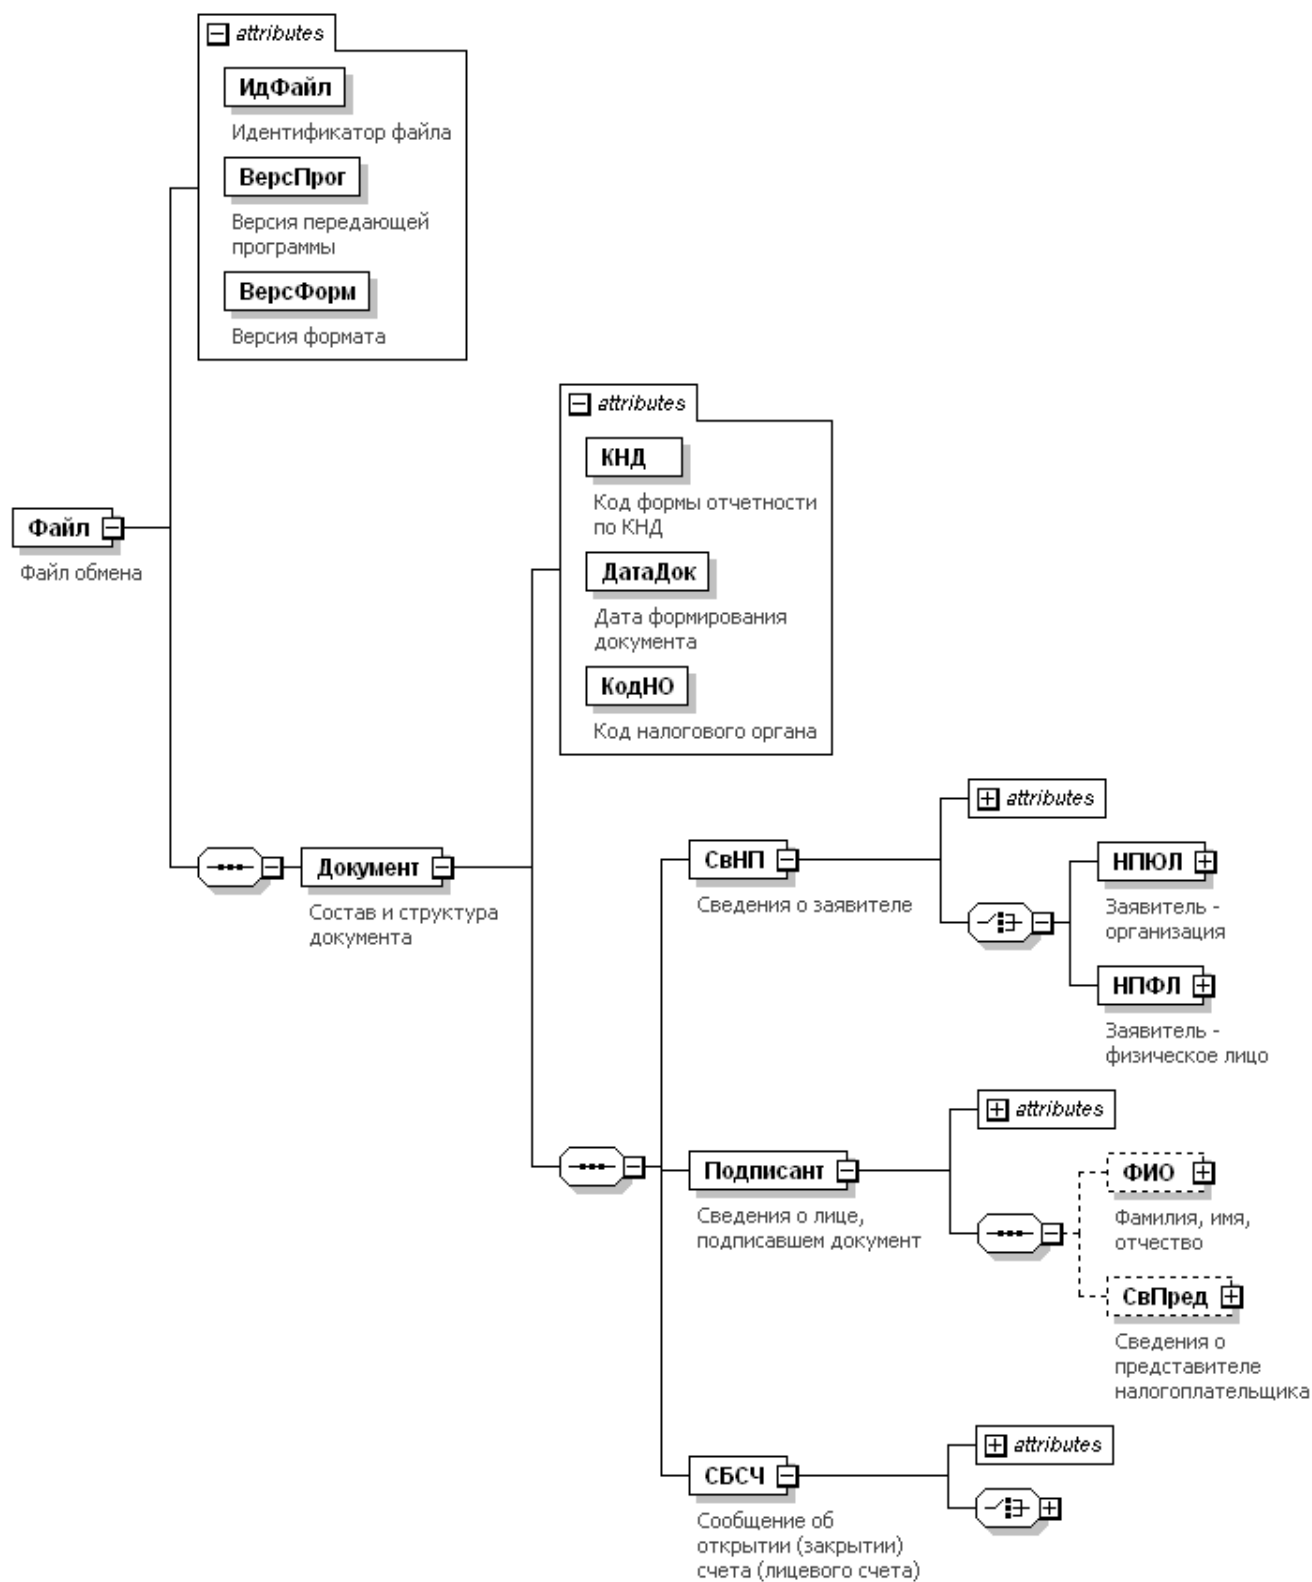 attributes
ИдФайл
Идентификатор файла
ВерсПрог
Версия передающей
программы
ВерсФорм
Версия формата
attributes
КНД
Код формы отчетности
по КНД
ДатаДок
Дата формирования
документа
КодНО
Код налогового органа
Файл
Файл обмена
Документ
Состав и структура
документа
СвНП
Сведения о заявителе
attributes
НПЮЛ
Заявитель -
организация
НПФЛ
Заявитель -
физическое лицо
Подписант
Сведения о лице,
подписавшем документ
attributes
ФИО
Фамилия, имя,
отчество
СвПред
Сведения о
представителе
налогоплательщика
СБСЧ
Сообщение об
открытии (закрытии)
счета (лицевого счета)
attributes